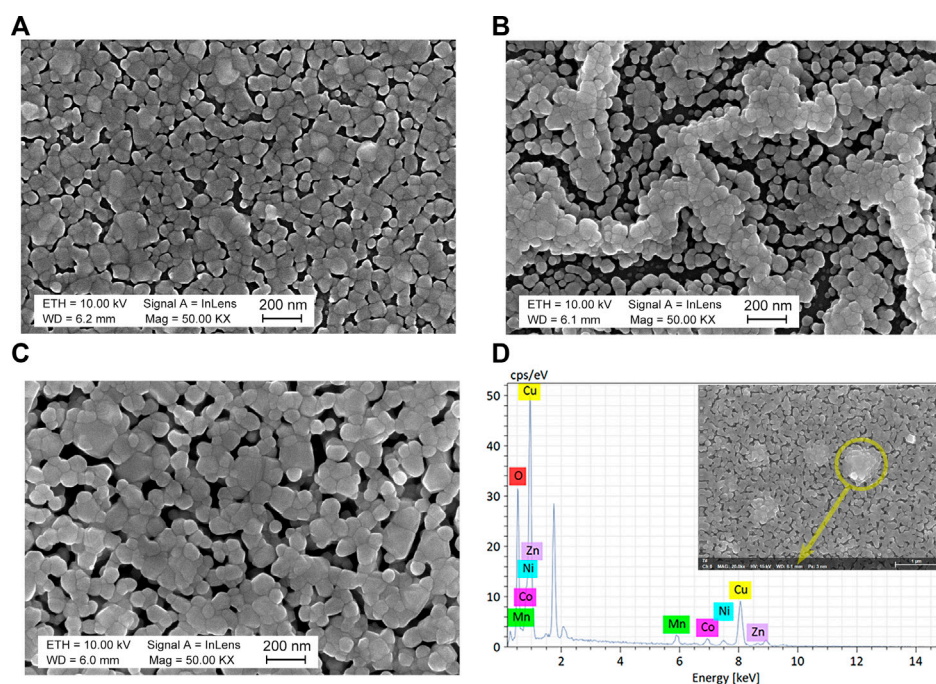 A
ETH = 10.00 kV Signal A = InLens
WD = 6.2 mm Mag = 50.00 KX
200 nm
B
ETH = 10.00 kV Signal A = InLens
WD = 6.1 mm Mag = 50.00 KX
200 nm
C
ETH = 10.00 kV Signal A = InLens
WD = 6.0 mm Mag = 50.00 KX
200 nm
D
cps/eV
50
40
30
20
10
0
Cu
O
Zn
Ni
Co
Mn
Mn
Co
Ni
Cu
Zn
2
4
6
8
10
12
14
Energy [keV]
1 µm